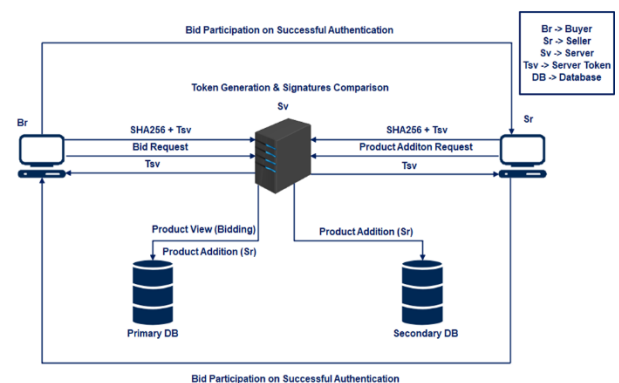 Bid Participation on Successful Authentication
Br -> Buyer
Sr -> Seller
Sv -> Server
Tsv -> Server Token
DB -> Database
Token Generation & Signatures Comparison
Sv
Br
Sr
SHA256 + Tsv
SHA256 + Tsv
Bid Request
Product Additon Request
Tsv
Tsv
Product View (Bidding)
Product Addition (Sr)
Product Addition (Sr)
Primary DB
Secondary DB
Bid Participation on Successful Authentication